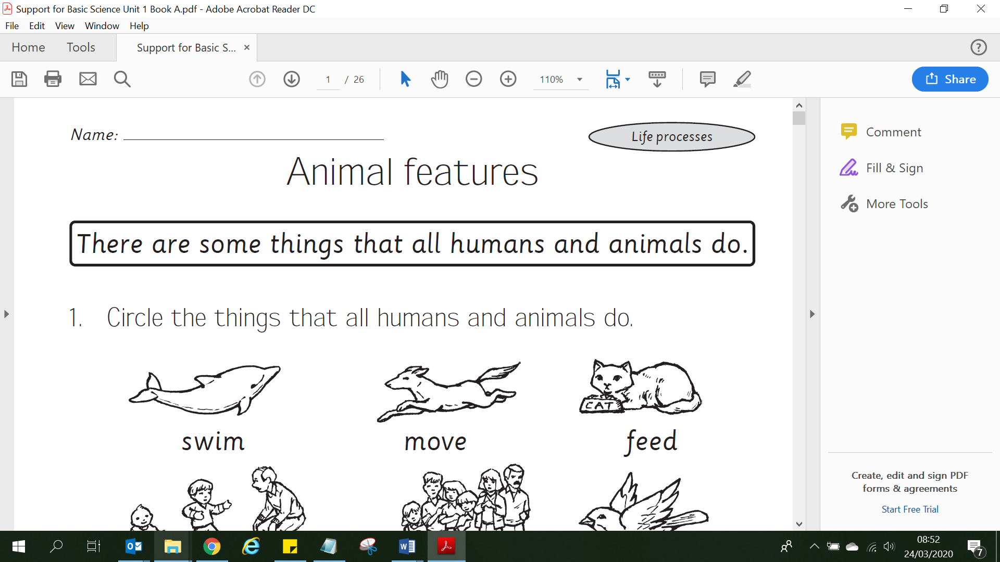 Support for Basic Science Unit 1 Book A.pdf - Adobe Acrobat Reader DC
File Edit View Window Help
Home Tools Support for Basic S...
1 / 26 110% Share
Name:
Life processes
Animal features
There are some things that all humans and animals do.
1. Circle the things that all humans and animals do.
CAT
swim move feed
Comment
Fill & Sign
More Tools
Create, edit and sign PDF
forms & agreements
Start Free Trial
08:52
24/03/2020
7